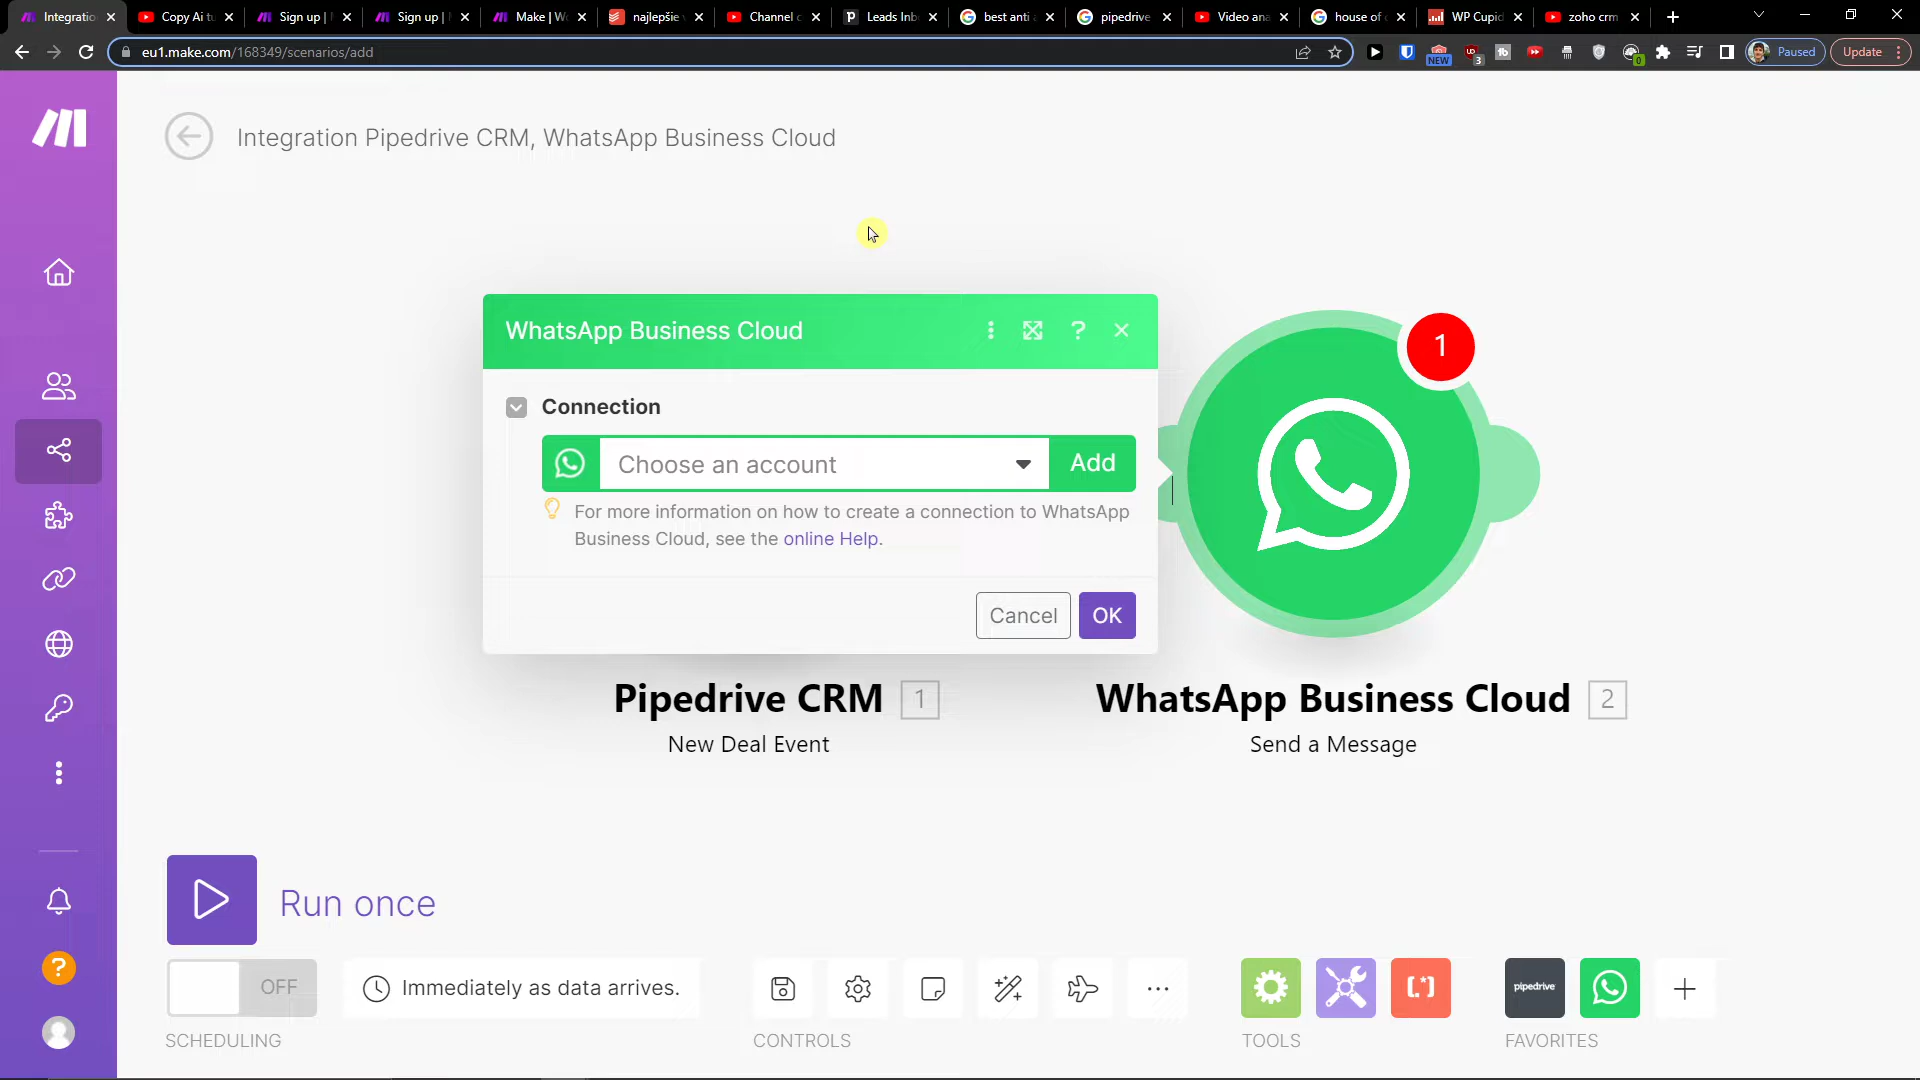 Integratio
Copy Ai tu
Sign up |
Sign up |
Make | Wo
najlepšie v
Channel c
Leads Inb
best anti a
pipedrive
Video ana
house of d
WP Cupid
zoho crm
eu1.make.com/168349/scenarios/add
NEW
3
0
Paused
Update
Integration Pipedrive CRM, WhatsApp Business Cloud
WhatsApp Business Cloud
?
Connection
Choose an account
Add
For more information on how to create a connection to WhatsApp
Business Cloud, see the online Help.
Cancel
OK
1
Pipedrive CRM 1
New Deal Event
WhatsApp Business Cloud 2
Send a Message
Run once
OFF
Immediately as data arrives.
pipedrive
?
SCHEDULING
CONTROLS
TOOLS
FAVORITES